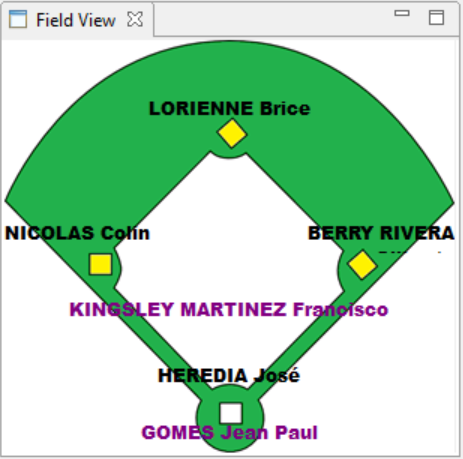 Field View
LORIENNE Brice
NICOLAS Colin
BERRY RIVERA
KINGSLEY MARTINEZ Francisco
HEREDIA José
GOMES Jean Paul